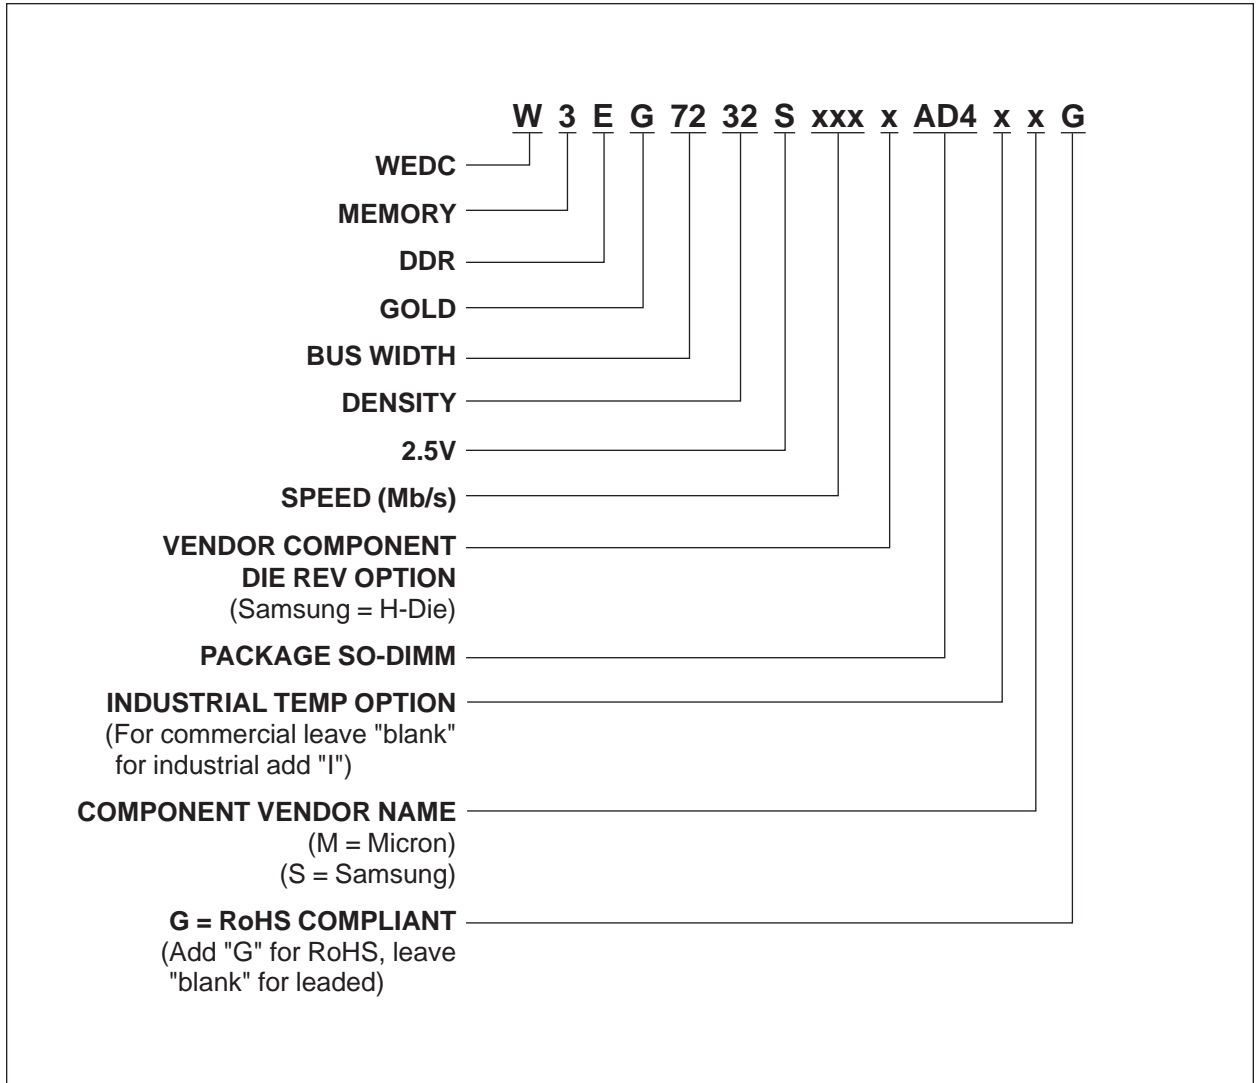 W 3 E G 72 32 S xxx x AD4 x x G
WEDC
MEMORY
DDR
GOLD
BUS WIDTH
DENSITY
2.5V
SPEED (Mb/s)
VENDOR COMPONENT
DIE REV OPTION
(Samsung = H-Die)
PACKAGE SO-DIMM
INDUSTRIAL TEMP OPTION
(For commercial leave "blank"
for industrial add "I")
COMPONENT VENDOR NAME
(M = Micron)
(S = Samsung)
G = RoHS COMPLIANT
(Add "G" for RoHS, leave
"blank" for leaded)